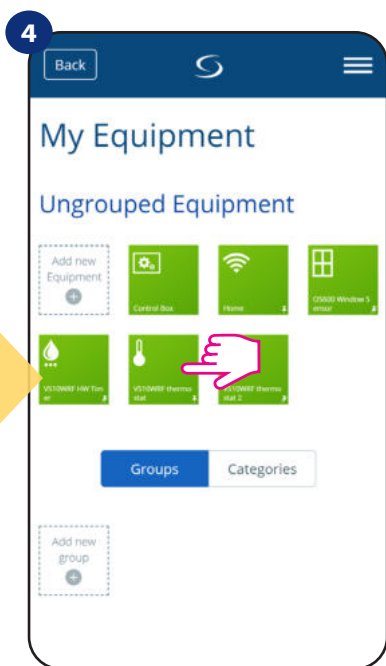 4
Back
My Equipment
Ungrouped Equipment
Add new
Equipment
Control Box
Home
OS600 Window S
ensor
VS10WRF HW Tim
er
VS10WRF thermo
stat
VS10WRF thermo
stat 2
Groups
Categories
Add new
group